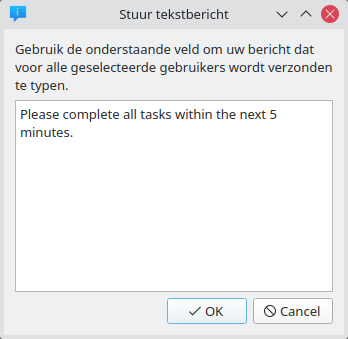 Stuur tekstbericht
Gebruik de onderstaande veld om uw bericht dat
voor alle geselecteerde gebruikers wordt verzonden
te typen.
Please complete all tasks within the next 5
minutes.
OK
Cancel